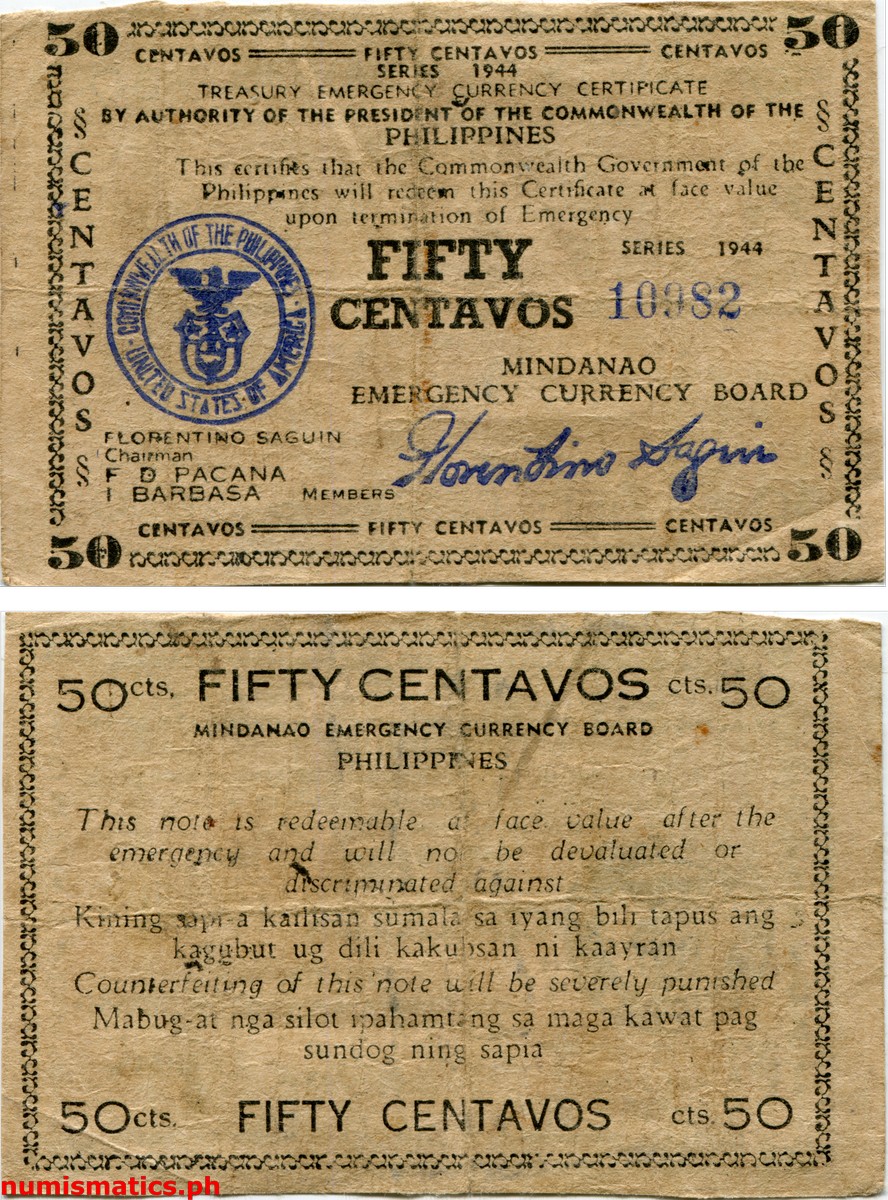 50 50
CENTAVOS FIFTY CENTAVOS CENTAVOS
SERIES 1944
TREASURY EMERGENCY CURRENCY CERTIFICATE
BY AUTHORITY OF THE PRESIDENT OF THE COMMONWEALTH OF THE
PHILIPPINES
This certifies that the Commonwealth Government of the
Philippines will redeem this Certificate at face value
upon termination of Emergency
§ CENTAVOS §
§ CENTAVOS §
COMMONWEALTH OF THE PHILIPPINES
UNITED STATES OF AMERICA
FIFTY SERIES 1944
CENTAVOS 10982
MINDANAO
EMERGENCY CURRENCY BOARD
FLORENTINO SAGUIN
Chairman
F D PACANA
I BARBASA MEMBERS
Florentino Saguin
CENTAVOS FIFTY CENTAVOS CENTAVOS
50 50
50cts. FIFTY CENTAVOS cts. 50
MINDANAO EMERGENCY CURRENCY BOARD
PHILIPPINES
This note is redeemable at face value after the
emergency and will not be devaluated or
discriminated against
Kining sapi-a kailisan sumala sa iyang bili tapus ang
kagubut ug dili kakubsan ni kaayran
Counterfeiting of this note will be severely punished
Mabug-at nga silot ipahamtang sa maga kawat pag
sundog ning sapia
50cts. FIFTY CENTAVOS cts. 50
numismatics.ph